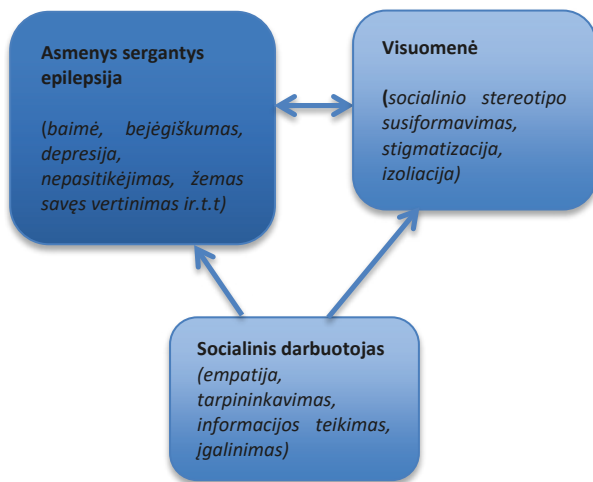 Asmenys sergantys
epilepsija
(baimė, bejėgiškumas,
depresija,
nepasitikėjimas, žemas
savęs vertinimas ir.t.t)
Visuomenė
(socialinio stereotipo
susiformavimas,
stigmatizacija,
izoliacija)
Socialinis darbuotojas
(empatija,
tarpininkavimas,
informacijos teikimas,
įgalinimas)